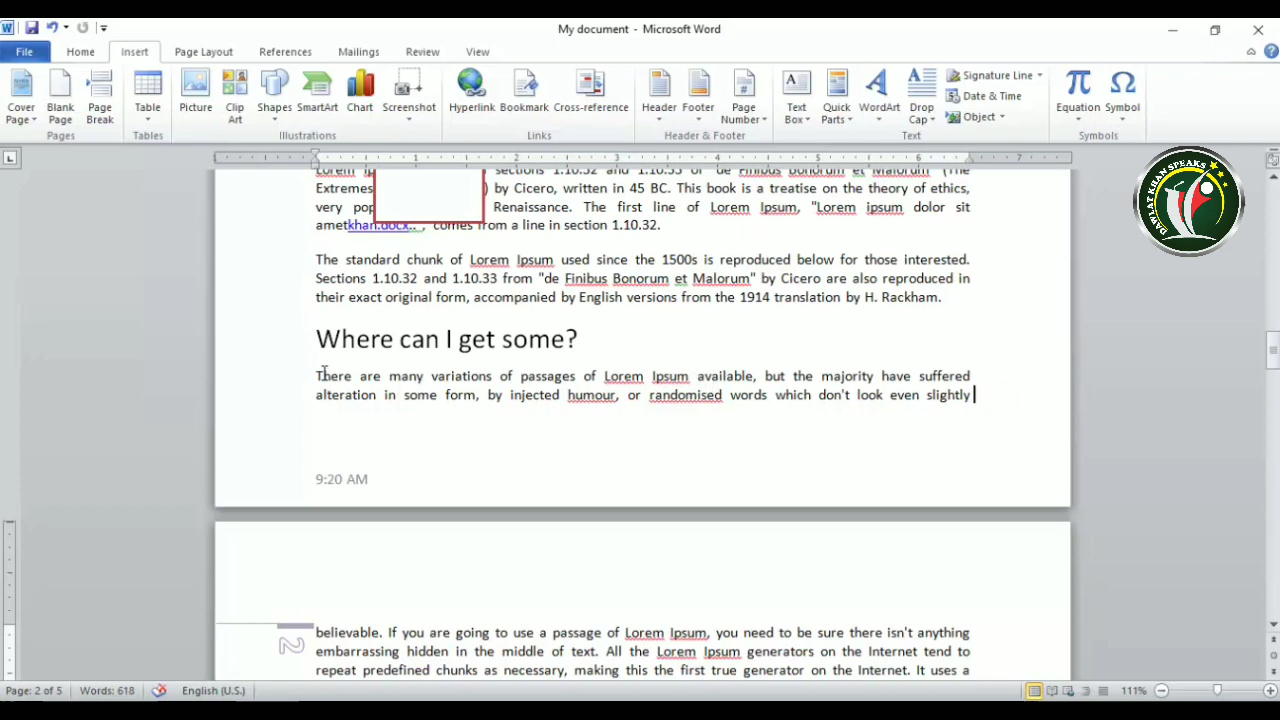 My document - Microsoft Word
File Home Insert Page Layout References Mailings Review View
Cover Page Blank Page Page Break Table Picture Clip Art Shapes SmartArt Chart Screenshot Hyperlink Bookmark Cross-reference Header Footer Page Number Text Box Quick Parts WordArt Drop Cap Signature Line Date & Time Object Equation Symbol
Pages Tables Illustrations Links Header & Footer Text Symbols
1 2 3 4 5 6 7
DAWLAT KHAN SPEAKS
Lorem sections 1.10.32 and 1.10.33 of "de Finibus Bonorum et Malorum" (The
Extremes ) by Cicero, written in 45 BC. This book is a treatise on the theory of ethics,
very pop Renaissance. The first line of Lorem Ipsum, "Lorem ipsum dolor sit
ametkhan.docx..", comes from a line in section 1.10.32.
The standard chunk of Lorem Ipsum used since the 1500s is reproduced below for those interested.
Sections 1.10.32 and 1.10.33 from "de Finibus Bonorum et Malorum" by Cicero are also reproduced in
their exact original form, accompanied by English versions from the 1914 translation by H. Rackham.
Where can I get some?
There are many variations of passages of Lorem Ipsum available, but the majority have suffered
alteration in some form, by injected humour, or randomised words which don't look even slightly
9:20 AM
2
believable. If you are going to use a passage of Lorem Ipsum, you need to be sure there isn't anything
embarrassing hidden in the middle of text. All the Lorem Ipsum generators on the Internet tend to
repeat predefined chunks as necessary, making this the first true generator on the Internet. It uses a
Page: 2 of 5 Words: 618 English (U.S.) 111%